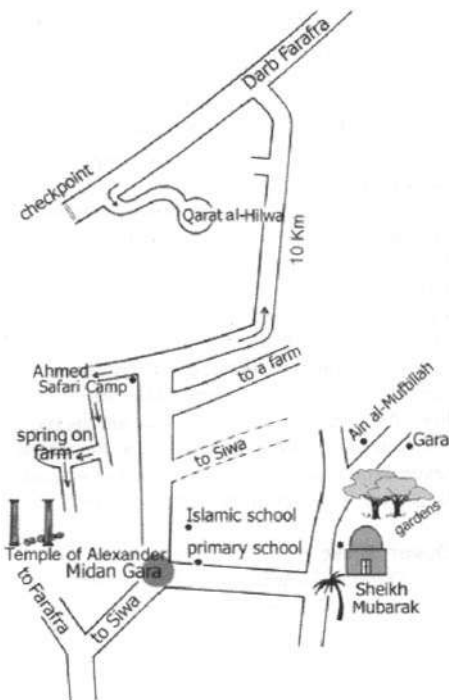 Darb Farafra
checkpoint
Qarat al-Hilwa
10 Km
Ahmed
Safari Camp
to a farm
Ain al-Muftillah
Gara
spring on
farm
to Siwa
gardens
Islamic school
primary school
Temple of Alexander
Midan Gara
Sheikh
Mubarak
to Farafra
to Siwa